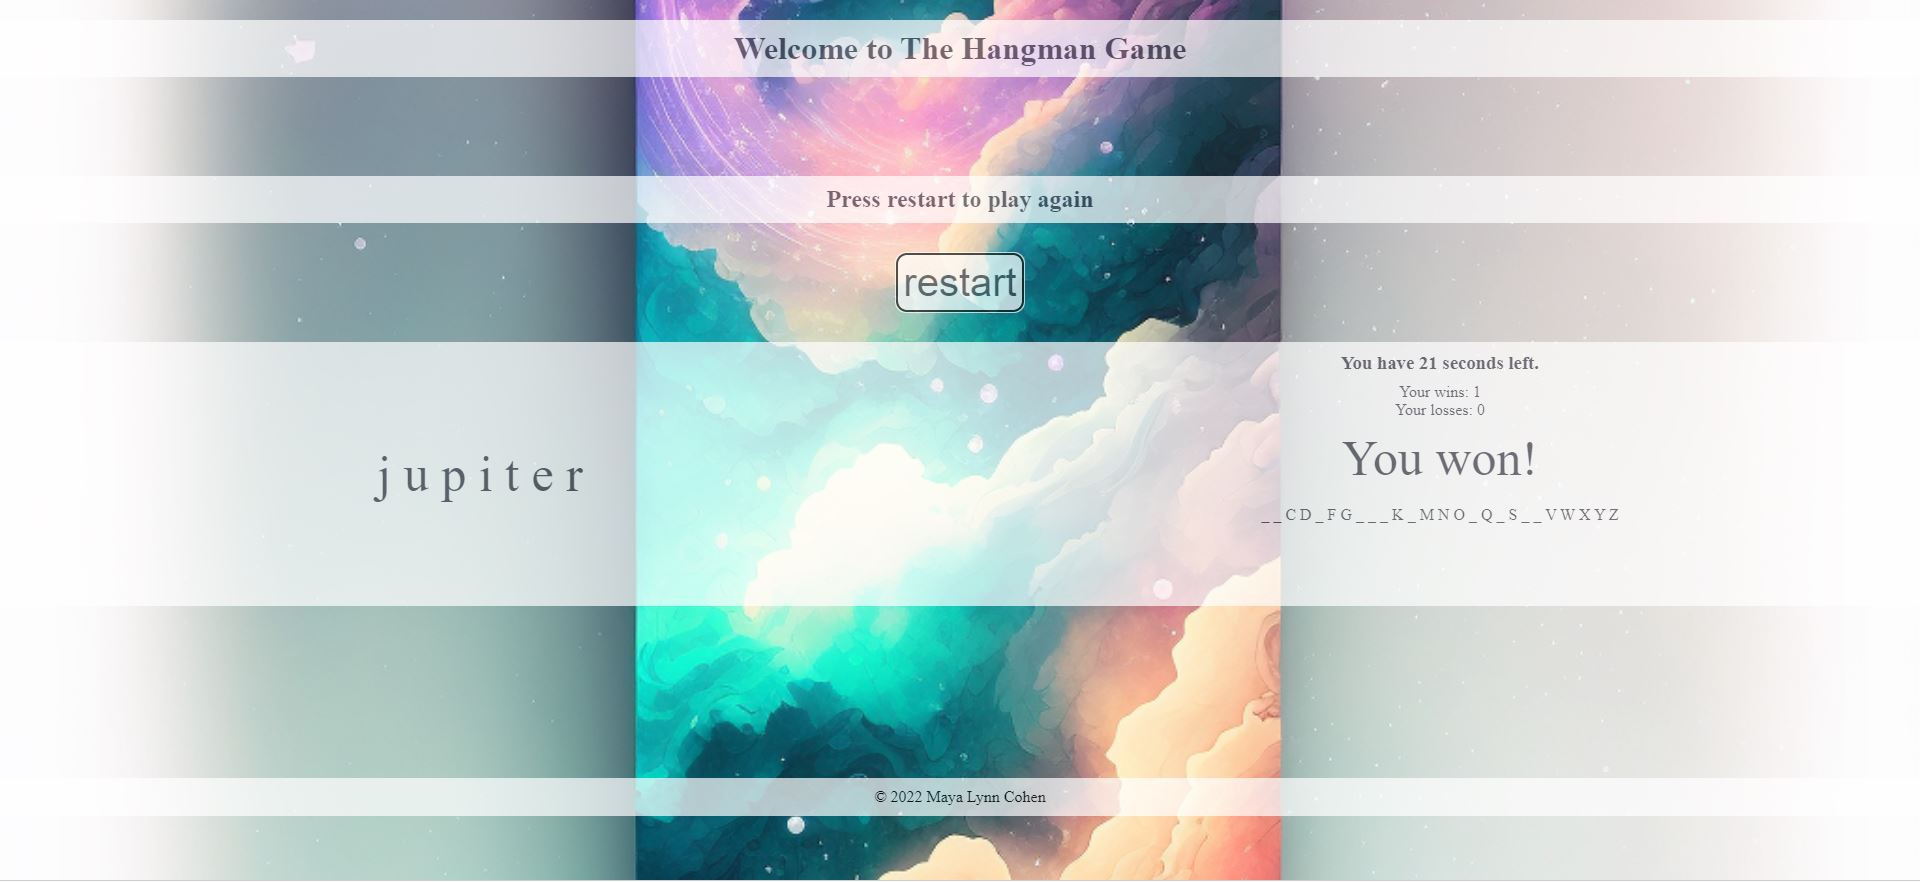 Welcome to The Hangman Game
Press restart to play again
restart
You have 21 seconds left.
Your wins: 1
Your losses: 0
j u p i t e r
You won!
_ _ C D _ F G _ _ _ K _ M N O _ Q _ S _ _ V W X Y Z
© 2022 Maya Lynn Cohen